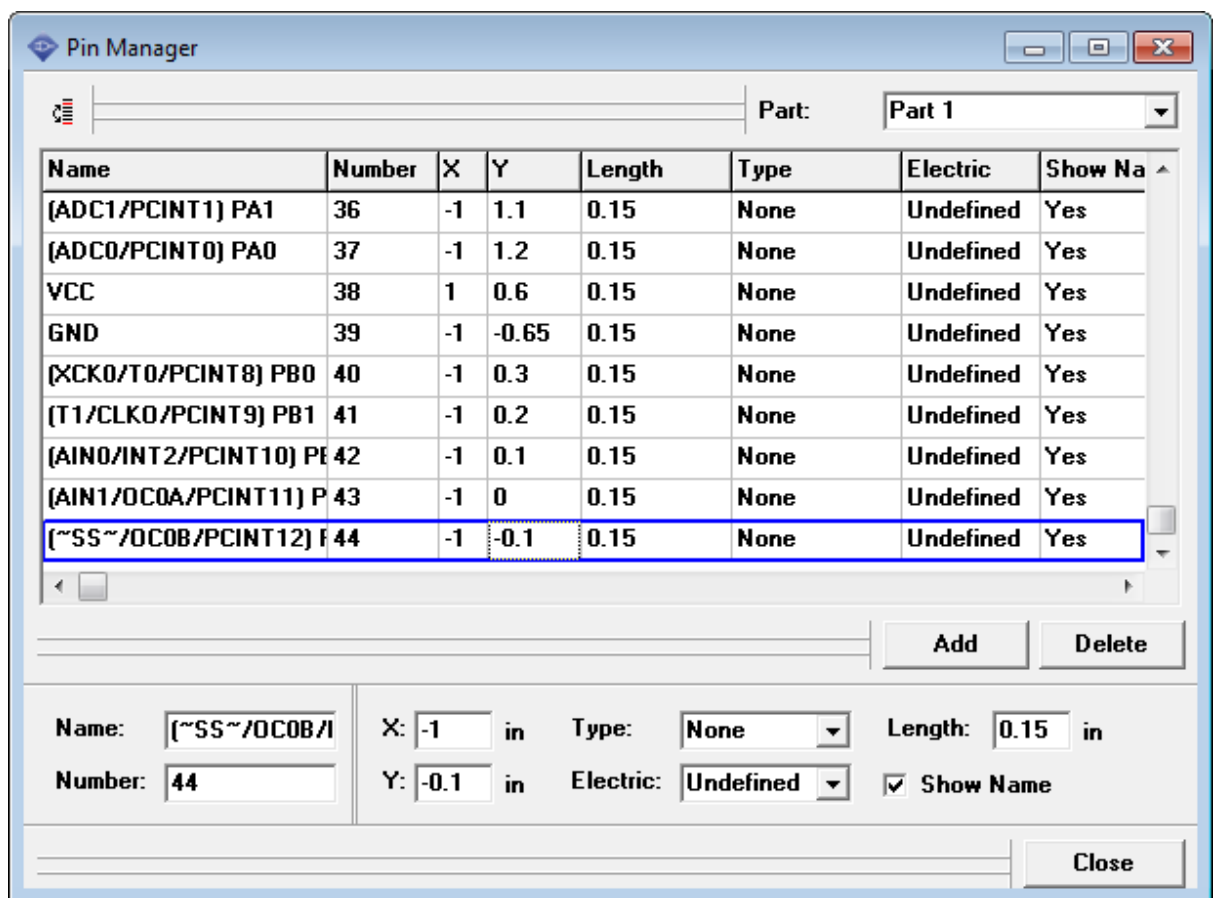 Pin Manager
Part: Part 1
Name Number X Y Length Type Electric Show Na
(ADC1/PCINT1) PA1 36 -1 1.1 0.15 None Undefined Yes
(ADC0/PCINT0) PA0 37 -1 1.2 0.15 None Undefined Yes
VCC 38 1 0.6 0.15 None Undefined Yes
GND 39 -1 -0.65 0.15 None Undefined Yes
(XCK0/T0/PCINT8) PB0 40 -1 0.3 0.15 None Undefined Yes
(T1/CLKO/PCINT9) PB1 41 -1 0.2 0.15 None Undefined Yes
(AIN0/INT2/PCINT10) PB 42 -1 0.1 0.15 None Undefined Yes
(AIN1/OC0A/PCINT11) P 43 -1 0 0.15 None Undefined Yes
(~SS~/OC0B/PCINT12) P 44 -1 -0.1 0.15 None Undefined Yes
Add Delete
Name: (~SS~/OC0B/ X: -1 in Type: None Length: 0.15 in
Number: 44 Y: -0.1 in Electric: Undefined Show Name
Close